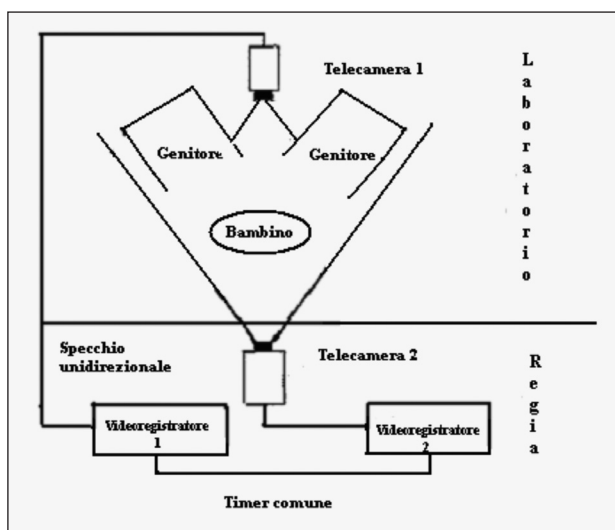 Telecamera 1
Laboratorio
Genitore
Genitore
Bambino
Specchio
unidirezionale
Telecamera 2
Regia
Videoregistratore
1
Videoregistratore
2
Timer comune